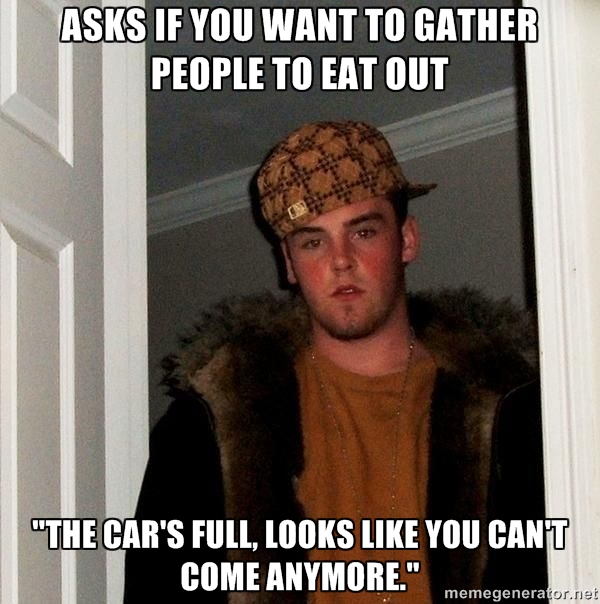 ASKS IF YOU WANT TO GATHER
PEOPLE TO EAT OUT
"THE CAR'S FULL, LOOKS LIKE YOU CAN'T
COME ANYMORE."
memegenerator.net